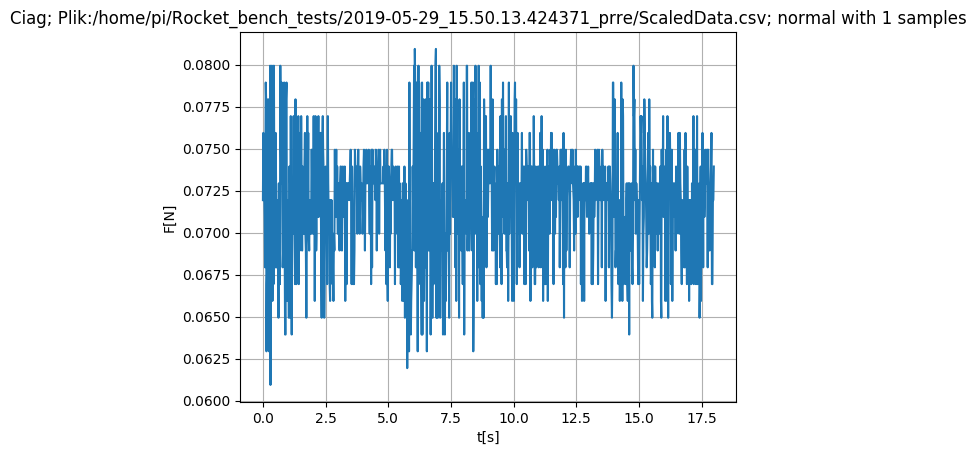 Ciag; Plik:/home/pi/Rocket_bench_tests/2019-05-29_15.50.13.424371_prre/ScaledData.csv; normal with 1 samples
0.0800
0.0775
0.0750
0.0725
0.0700
0.0675
0.0650
0.0625
0.0600
F[N]
0.0 2.5 5.0 7.5 10.0 12.5 15.0 17.5
t[s]